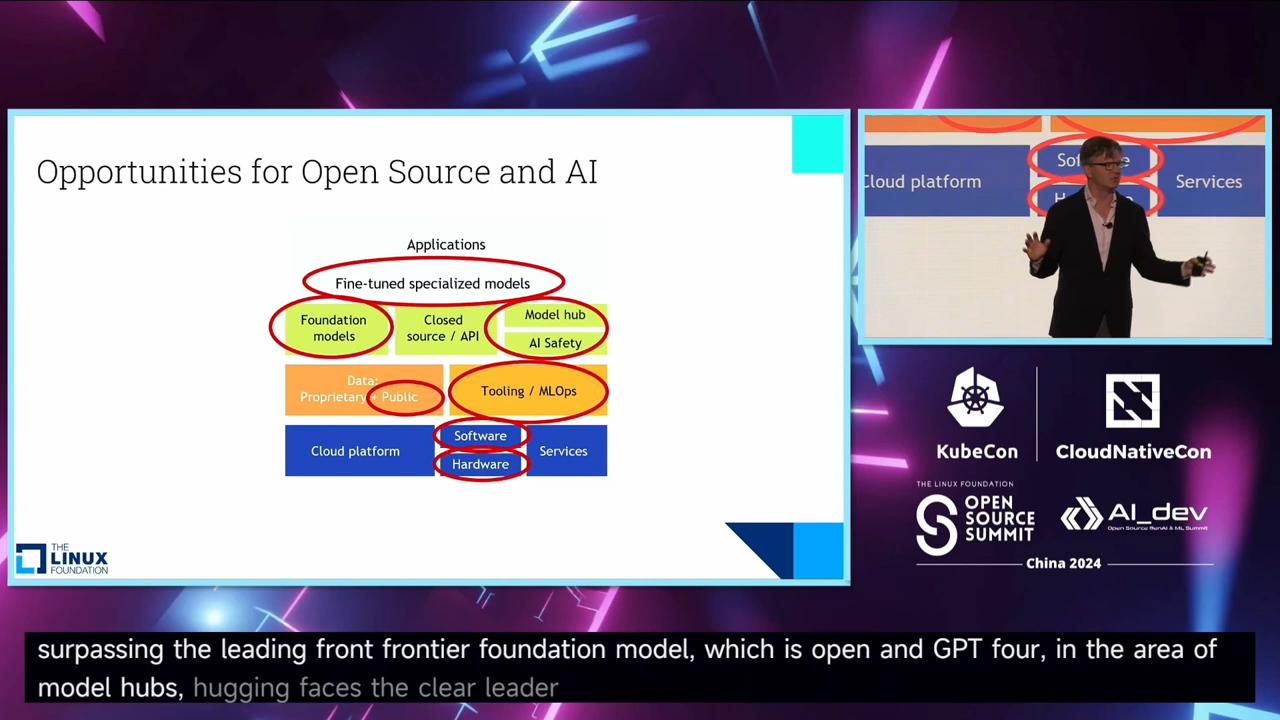 Opportunities for Open Source and AI
Applications
Fine-tuned specialized models
Foundation
models
Closed
source / API
Model hub
AI Safety
Data:
Proprietary + Public
Tooling / MLOps
Cloud platform
Software
Hardware
Services
THE
LINUX
FOUNDATION
Cloud platform
Services
KubeCon
CloudNativeCon
THE LINUX FOUNDATION
OPEN
SOURCE
SUMMIT
AI_dev
Open Source GenAI & ML Summit
China 2024
surpassing the leading front frontier foundation model, which is open and GPT four, in the area of
model hubs, hugging faces the clear leader